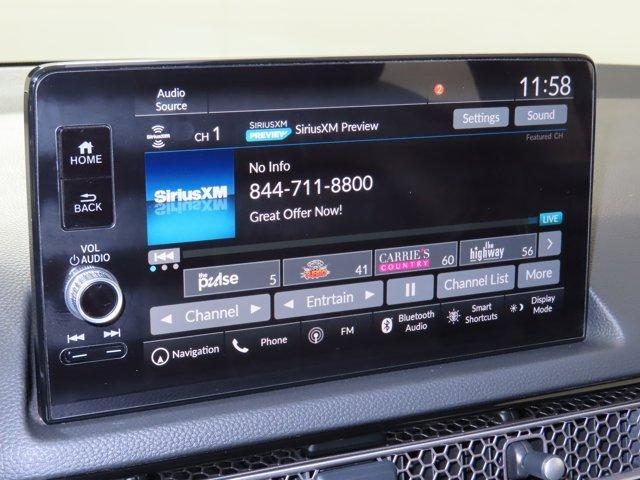 Audio
Source
2
11:58
SiriusXM
CH 1
SIRIUSXM
PREVIEW
SiriusXM Preview
Settings
Sound
Featured CH
HOME
BACK
SiriusXM
No Info
844-711-8800
Great Offer Now!
LIVE
VOL
AUDIO
the pulse 5
41
CARRIE'S
COUNTRY 60
the
highway 56
Channel
Entrtain
Channel List
More
Navigation
Phone
FM
Bluetooth
Audio
Smart
Shortcuts
Display
Mode